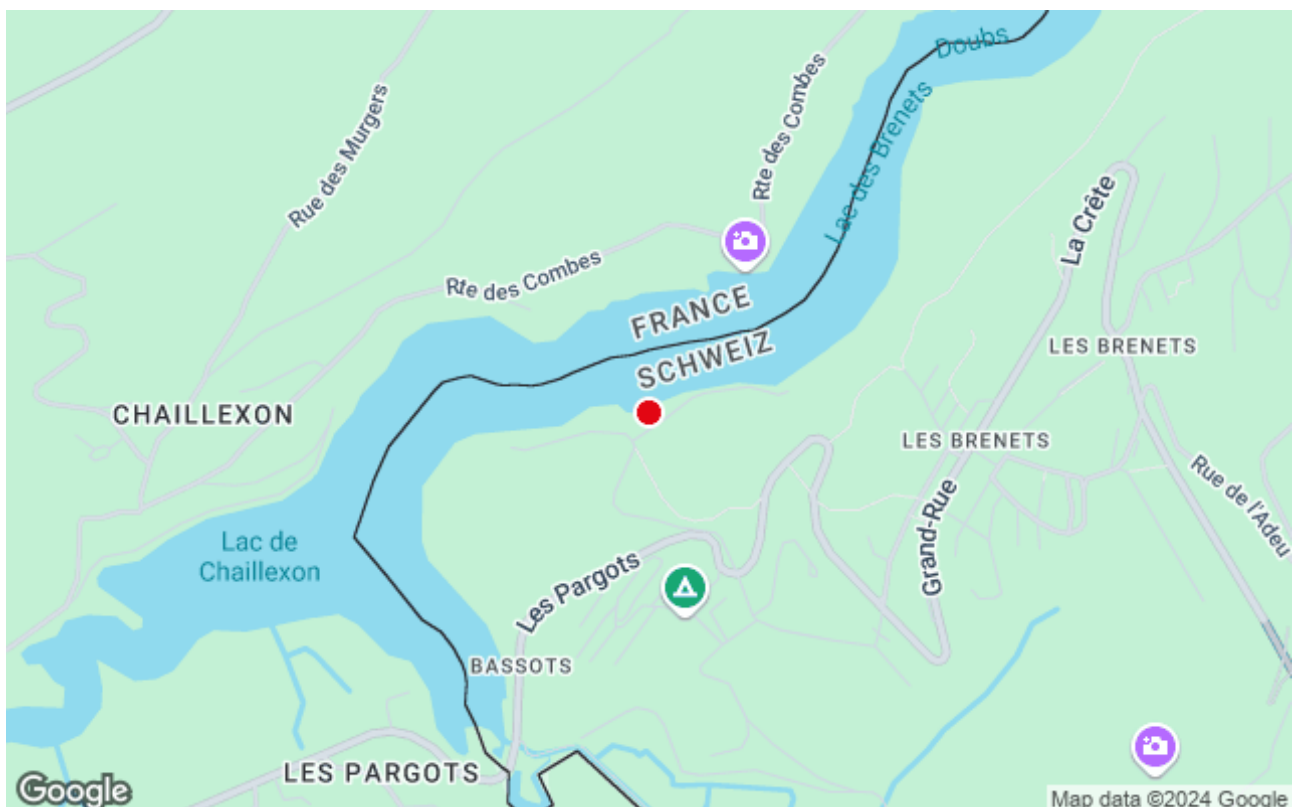 Doubs
Lac des Brenets
Rte des Combes
Rue des Murgers
La Crête
Rte des Combes
FRANCE
SCHWEIZ
LES BRENETS
CHAILLEXON
LES BRENETS
Rue de l'Adeu
Grand-Rue
Lac de
Chaillexon
Les Pargots
BASSOTS
LES PARGOTS
Google
Map data ©2024 Google